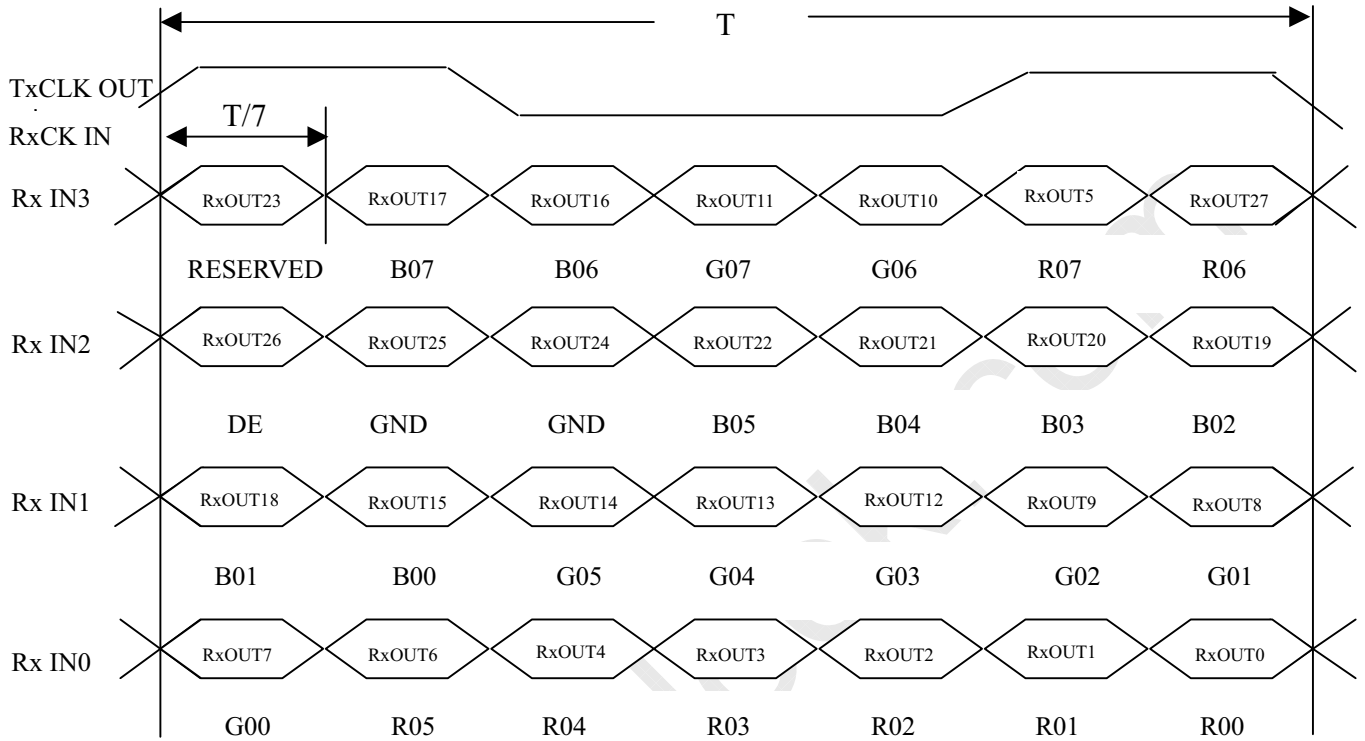 T
TxCLK OUT
RxCK IN
T/7
Rx IN3 RxOUT23 RxOUT17 RxOUT16 RxOUT11 RxOUT10 RxOUT5 RxOUT27
RESERVED B07 B06 G07 G06 R07 R06
Rx IN2 RxOUT26 RxOUT25 RxOUT24 RxOUT22 RxOUT21 RxOUT20 RxOUT19
DE GND GND B05 B04 B03 B02
Rx IN1 RxOUT18 RxOUT15 RxOUT14 RxOUT13 RxOUT12 RxOUT9 RxOUT8
B01 B00 G05 G04 G03 G02 G01
Rx IN0 RxOUT7 RxOUT6 RxOUT4 RxOUT3 RxOUT2 RxOUT1 RxOUT0
G00 R05 R04 R03 R02 R01 R00